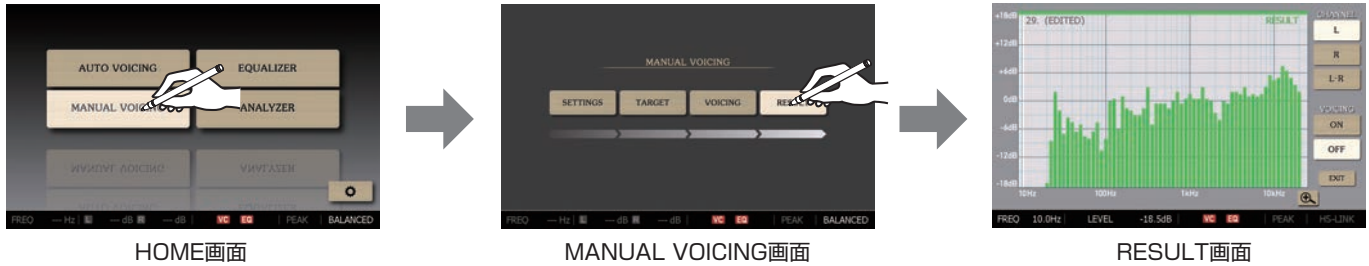 AUTO VOICING
EQUALIZER
MANUAL VOICING
ANALYZER
FREQ --- Hz L --- dB R --- dB VC EQ PEAK BALANCED
HOME画面
MANUAL VOICING
SETTINGS
TARGET
VOICING
FREQ --- Hz L --- dB R --- dB VC EQ PEAK BALANCED
MANUAL VOICING画面
+18dB
29. (EDITED)
RESULT
+12dB
+6dB
0dB
-6dB
-12dB
-18dB
10Hz
100Hz
1kHz
10kHz
CHANNEL
L
R
L-R
VOICING
ON
OFF
EXIT
FREQ 10.0Hz LEVEL -18.5dB VC EQ PEAK HS-LINK
RESULT画面